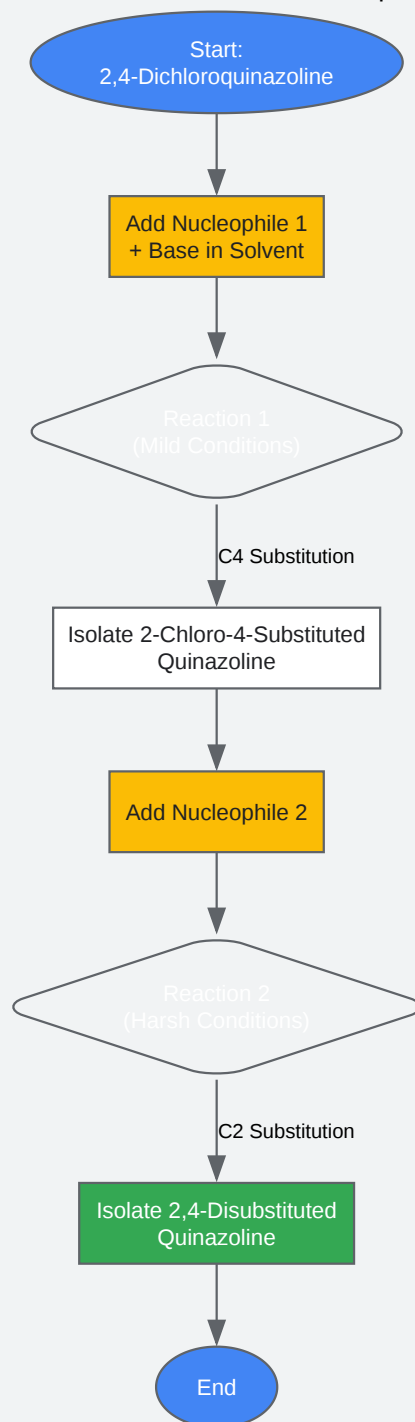 Start:
2,4-Dichloroquinazoline
Add Nucleophile 1
+ Base in Solvent
Reaction 1
(Mild Conditions)
C4 Substitution
Isolate 2-Chloro-4-Substituted
Quinazoline
Add Nucleophile 2
Reaction 2
(Harsh Conditions)
C2 Substitution
Isolate 2,4-Disubstituted
Quinazoline
End